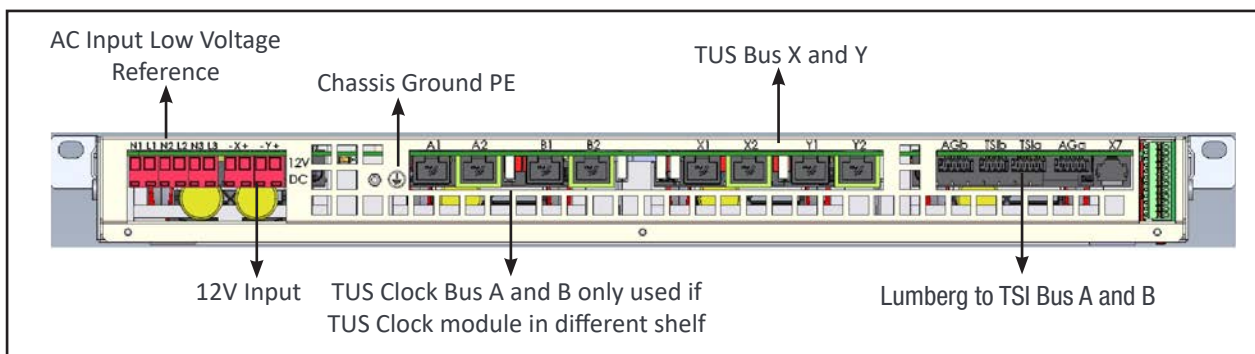 AC Input Low Voltage
Reference
Chassis Ground PE
TUS Bus X and Y
N1 L1 N2 L2 N3 L3 -X+ -Y+
A1 A2 B1 B2 X1 X2 Y1 Y2
AGb TSIb TSIa AGa X7
12V
DC
12V Input
TUS Clock Bus A and B only used if
TUS Clock module in different shelf
Lumberg to TSI Bus A and B